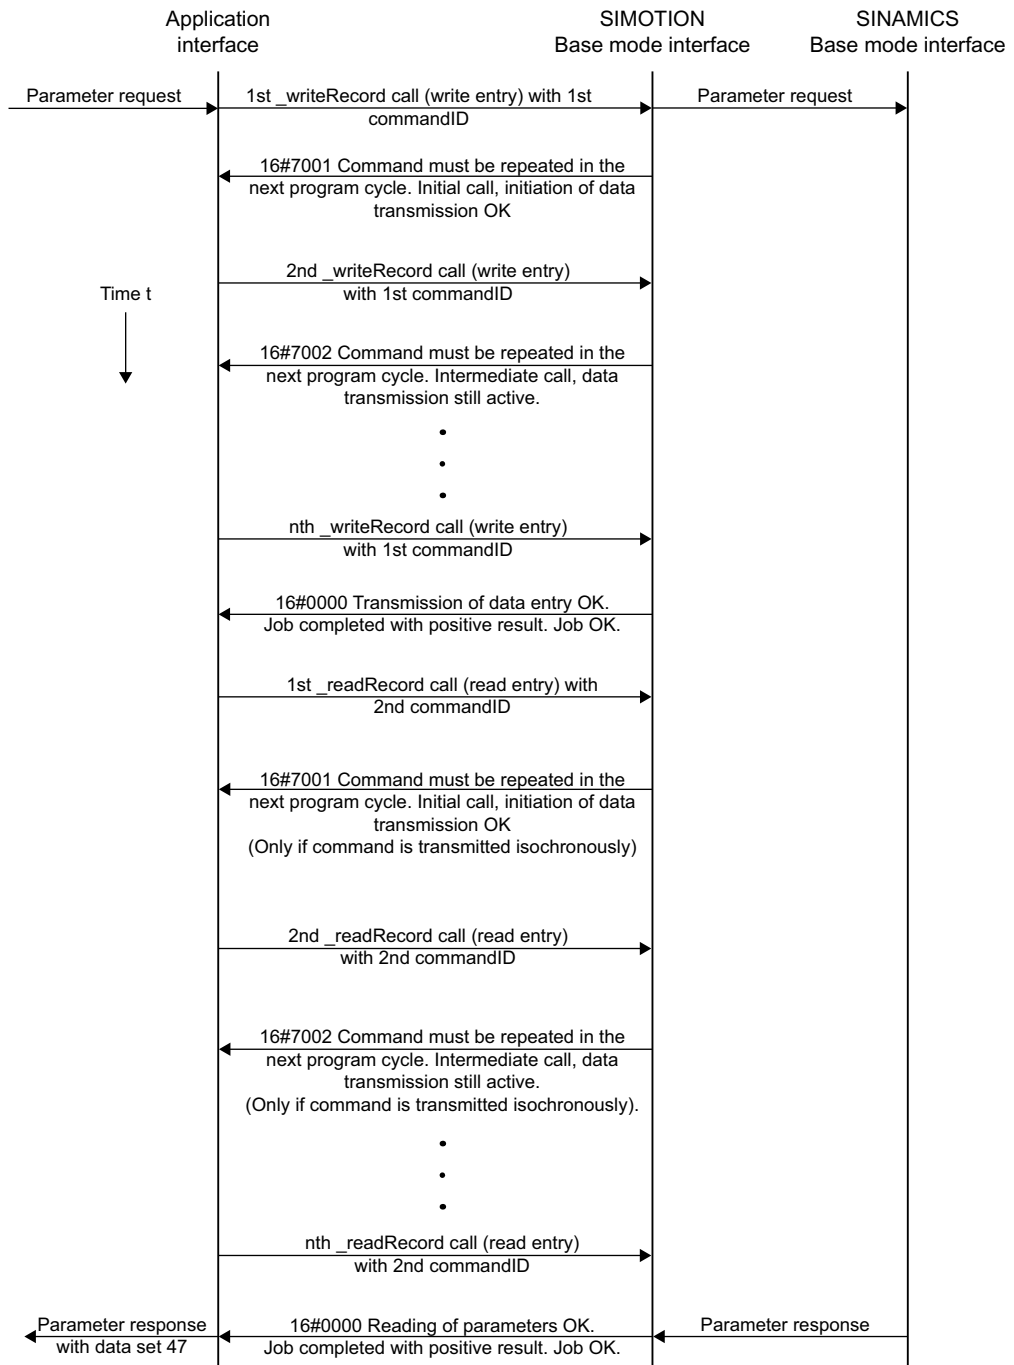 Application
interface
SIMOTION
Base mode interface
SINAMICS
Base mode interface
Parameter request
1st _writeRecord call (write entry) with 1st
commandID
Parameter request
16#7001 Command must be repeated in the
next program cycle. Initial call, initiation of data
transmission OK
2nd _writeRecord call (write entry)
with 1st commandID
Time t
16#7002 Command must be repeated in the
next program cycle. Intermediate call, data
transmission still active.
nth _writeRecord call (write entry)
with 1st commandID
16#0000 Transmission of data entry OK.
Job completed with positive result. Job OK.
1st _readRecord call (read entry) with
2nd commandID
16#7001 Command must be repeated in the
next program cycle. Initial call, initiation of data
transmission OK
(Only if command is transmitted isochronously)
2nd _readRecord call (read entry)
with 2nd commandID
16#7002 Command must be repeated in the
next program cycle. Intermediate call, data
transmission still active.
(Only if command is transmitted isochronously).
nth _readRecord call (read entry)
with 2nd commandID
Parameter response
with data set 47
16#0000 Reading of parameters OK.
Job completed with positive result. Job OK.
Parameter response